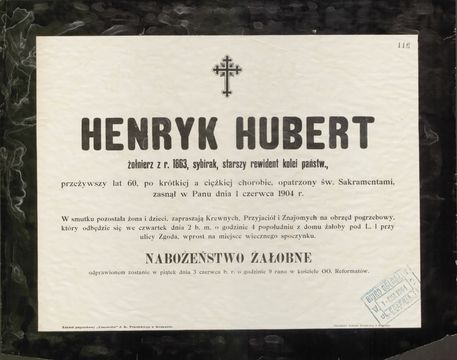 118
HENRYK HUBERT
żołnierz z r. 1863, sybirak, starszy rewident kolei państw.,
przeżywszy lat 60, po krótkiej a ciężkiej chorobie, opatrzony św. Sakramentami,
zasnął w Panu dnia 1 czerwca 1904 r.
W smutku pozostała żona i dzieci, zapraszają Krewnych, Przyjaciół i Znajomych na obrzęd pogrzebowy,
który odbędzie się we czwartek dnia 2 b. m. o godzinie 4 popołudniu z domu żałoby pod L. 1 przy
ulicy Zgoda, wprost na miejsce wiecznego spoczynku.
NABOŻEŃSTWO ŻAŁOBNE
odprawionem zostanie w piątek dnia 3 czerwca b. r. o godzinie 9 rano w kościele OO. Reformatów.
Zakład pogrzebowy